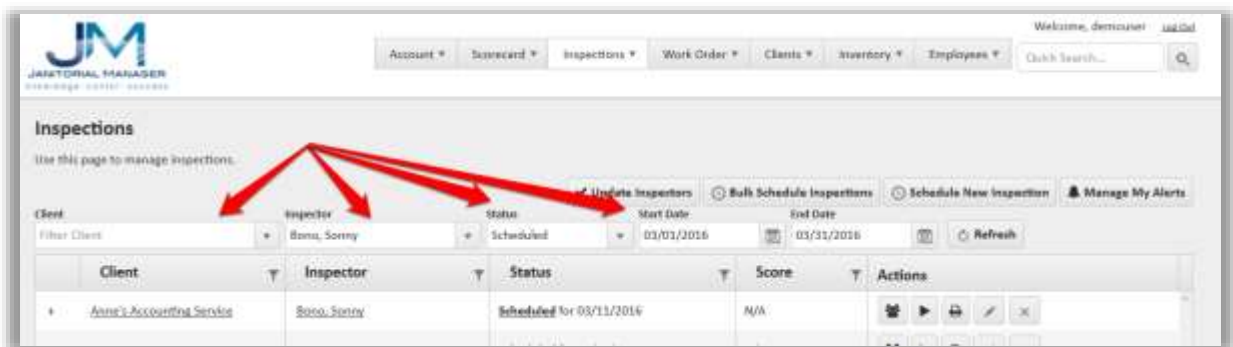 Welcome, demouser Log Out
JM
JANITORIAL MANAGER
Account Scorecard Inspections Work Order Clients Inventory Employees Quick Search...
Inspections
Use this page to manage inspections.
Update Inspectors Bulk Schedule Inspections Schedule New Inspection Manage My Alerts
Client Inspector Status Start Date End Date
Filter Client Bono, Sonny Scheduled 03/01/2016 03/31/2016 Refresh
Client Inspector Status Score Actions
Anne's Accounting Service Bono, Sonny Scheduled for 03/11/2016 N/A